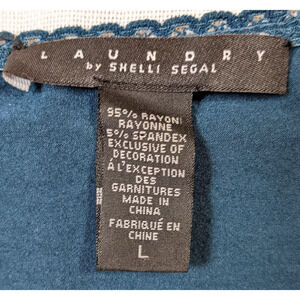 LAUNDRY
by SHELLI SEGAL
95% RAYON/
RAYONNE
5% SPANDEX
EXCLUSIVE OF
DECORATION
À L'EXCEPTION
DES
GARNITURES
MADE IN
CHINA
FABRIQUÉ EN
CHINE
L